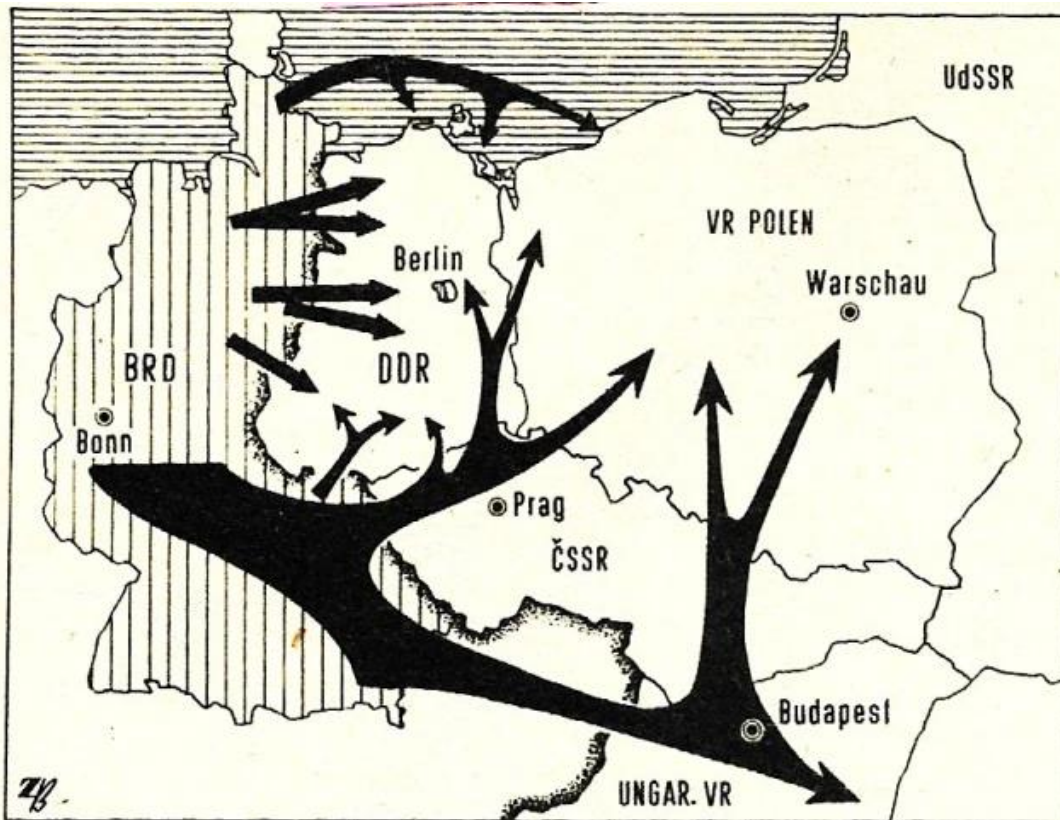 UdSSR
VR POLEN
Berlin
Warschau
BRD
DDR
Bonn
Prag
ČSSR
Budapest
UNGAR. VR